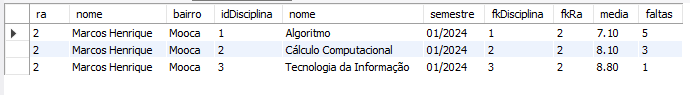 ra nome bairro idDisciplina nome semestre fkDisciplina fkRa media faltas
2 Marcos Henrique Mooca 1 Algoritmo 01/2024 1 2 7.10 5
2 Marcos Henrique Mooca 2 Cálculo Computacional 01/2024 2 2 8.10 3
2 Marcos Henrique Mooca 3 Tecnologia da Informação 01/2024 3 2 8.80 1